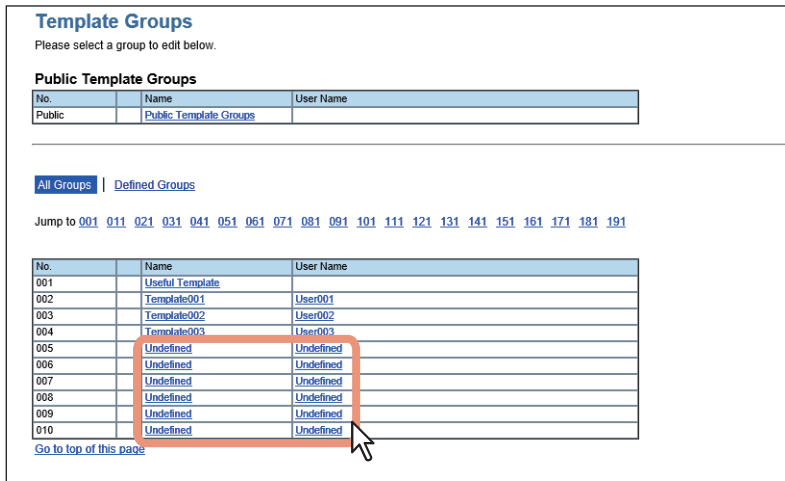 Template Groups
Please select a group to edit below.
Public Template Groups
No. Name User Name
Public Public Template Groups
All Groups | Defined Groups
Jump to 001 011 021 031 041 051 061 071 081 091 101 111 121 131 141 151 161 171 181 191
No. Name User Name
001 Useful Template
002 Template001 User001
003 Template002 User002
004 Template003 User003
005 Undefined Undefined
006 Undefined Undefined
007 Undefined Undefined
008 Undefined Undefined
009 Undefined Undefined
010 Undefined Undefined
Go to top of this page